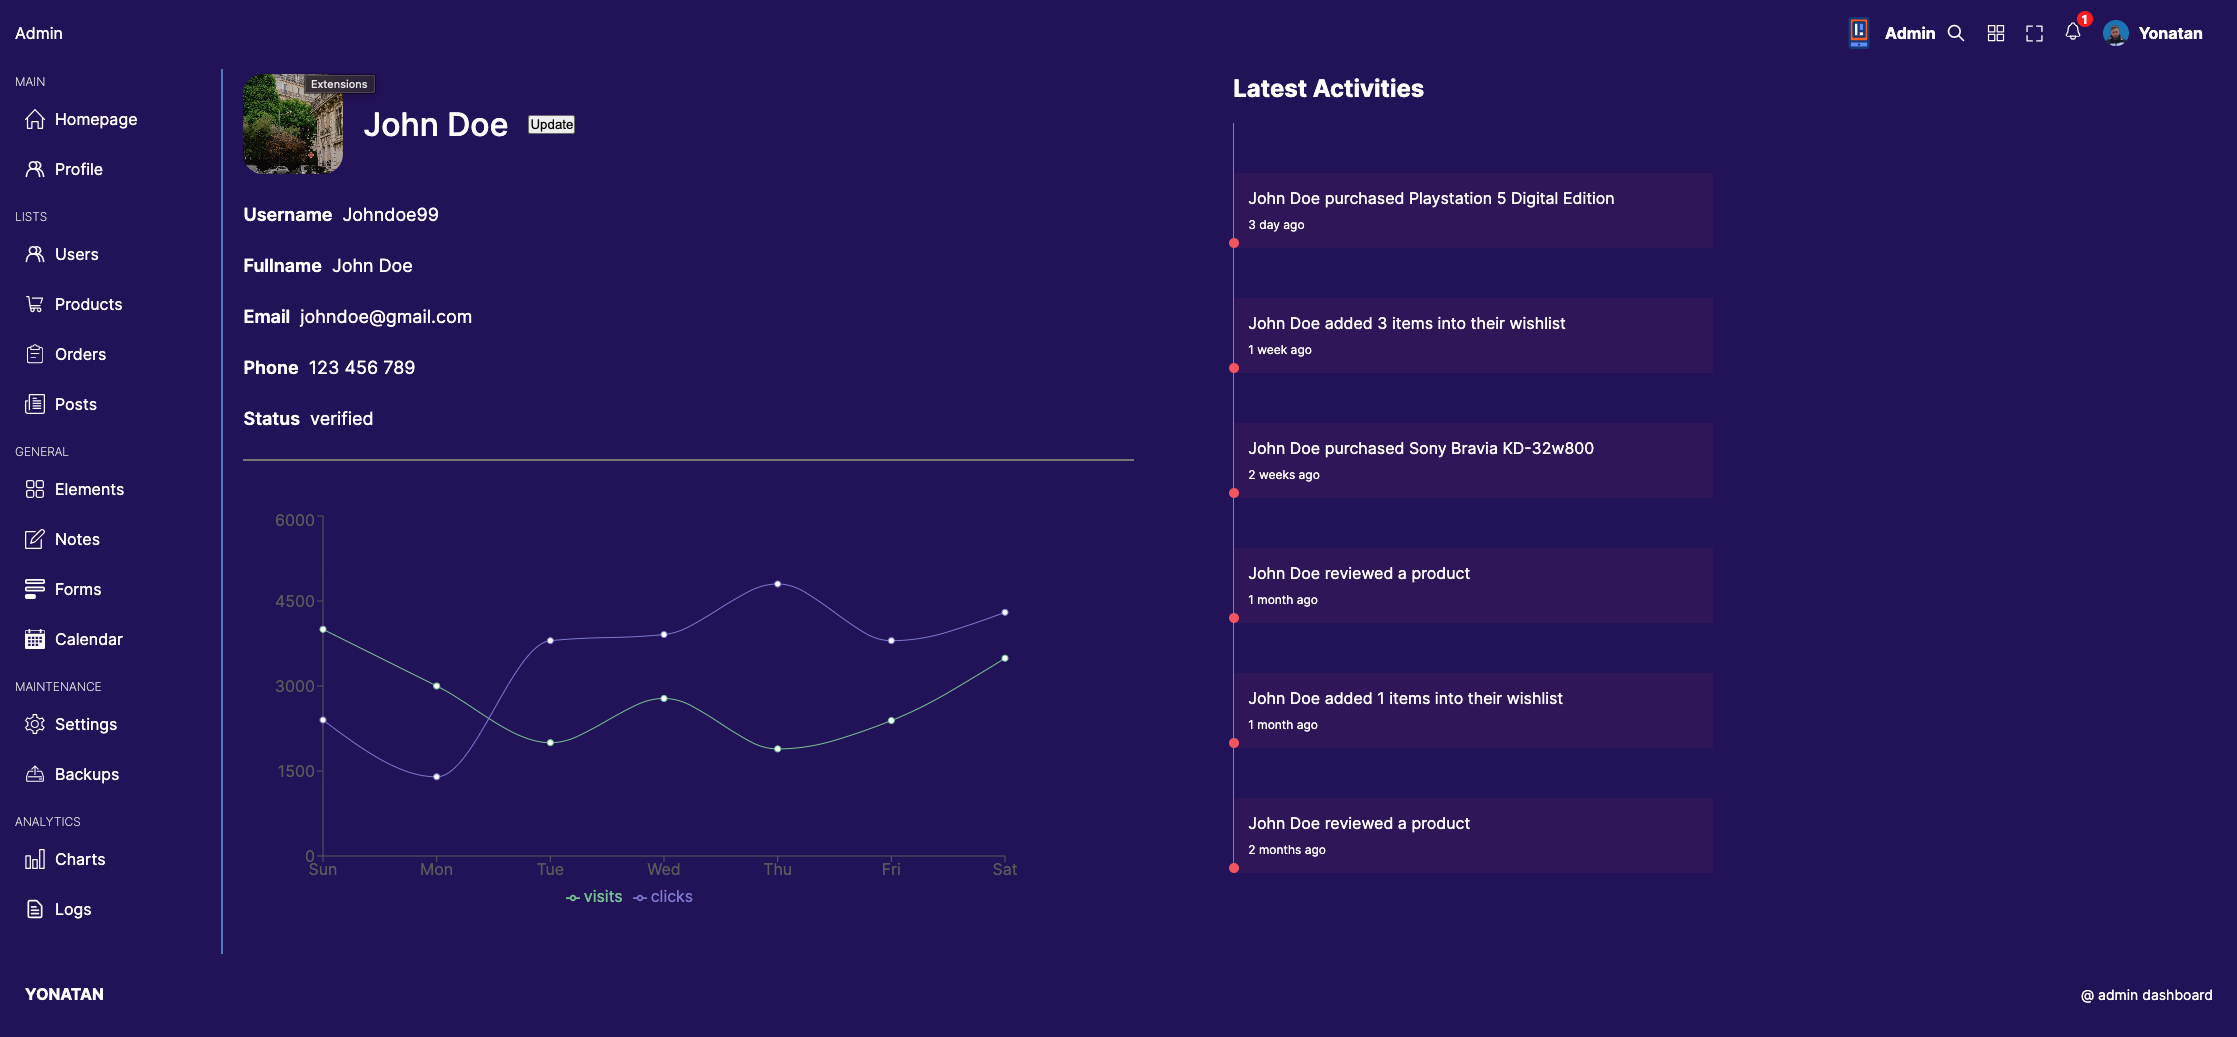 Admin
Admin
1
Yonatan
MAIN
Homepage
Profile
LISTS
Users
Products
Orders
Posts
GENERAL
Elements
Notes
Forms
Calendar
MAINTENANCE
Settings
Backups
ANALYTICS
Charts
Logs
Extensions
John Doe
Update
Username Johndoe99
Fullname John Doe
Email johndoe@gmail.com
Phone 123 456 789
Status verified
6000
4500
3000
1500
0
Sun Mon Tue Wed Thu Fri Sat
visits clicks
Latest Activities
John Doe purchased Playstation 5 Digital Edition
3 day ago
John Doe added 3 items into their wishlist
1 week ago
John Doe purchased Sony Bravia KD-32w800
2 weeks ago
John Doe reviewed a product
1 month ago
John Doe added 1 items into their wishlist
1 month ago
John Doe reviewed a product
2 months ago
YONATAN
@ admin dashboard